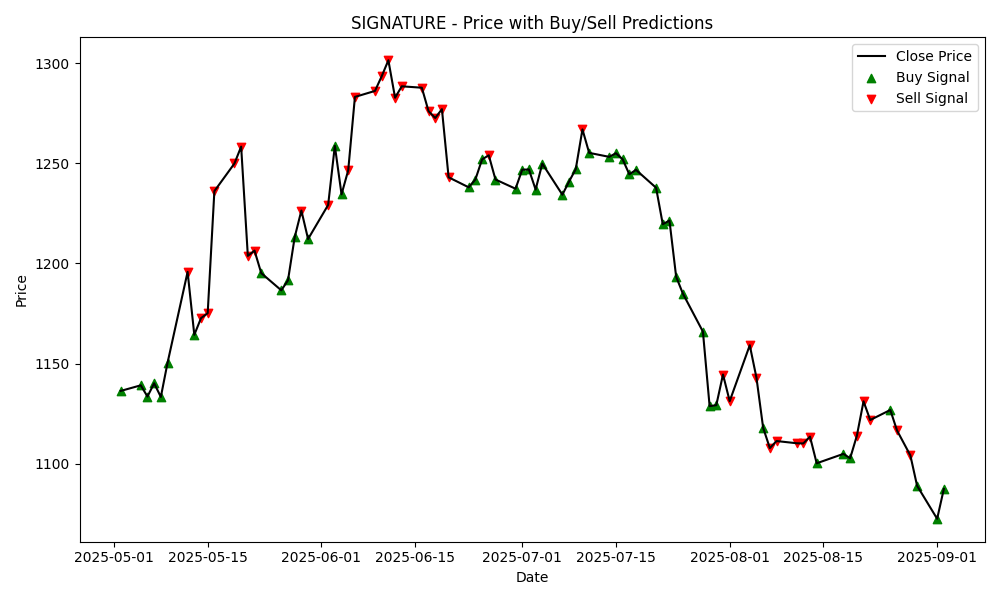 SIGNATURE - Price with Buy/Sell Predictions
Close Price
Buy Signal
Sell Signal
Price
1300
1250
1200
1150
1100
2025-05-01
2025-05-15
2025-06-01
2025-06-15
2025-07-01
2025-07-15
2025-08-01
2025-08-15
2025-09-01
Date